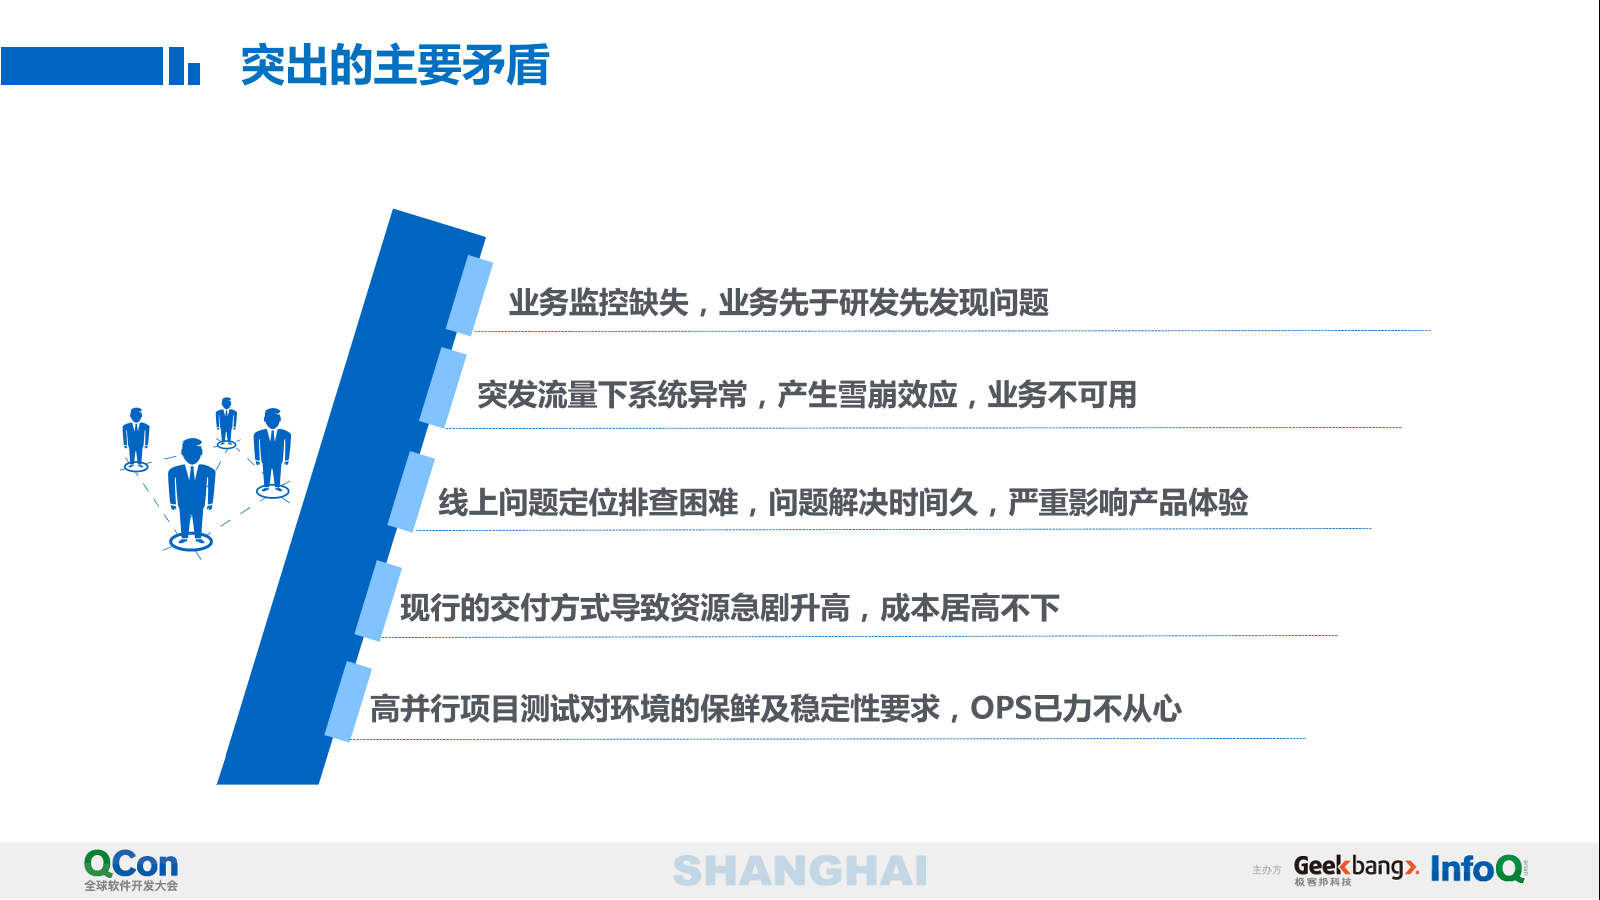 突出的主要矛盾
业务监控缺失，业务先于研发先发现问题
突发流量下系统异常，产生雪崩效应，业务不可用
线上问题定位排查困难，问题解决时间久，严重影响产品体验
现行的交付方式导致资源急剧升高，成本居高不下
高并行项目测试对环境的保鲜及稳定性要求，OPS已力不从心
QCon
全球软件开发大会
SHANGHAI
主办方
Geekbang
极客邦科技
InfoQ